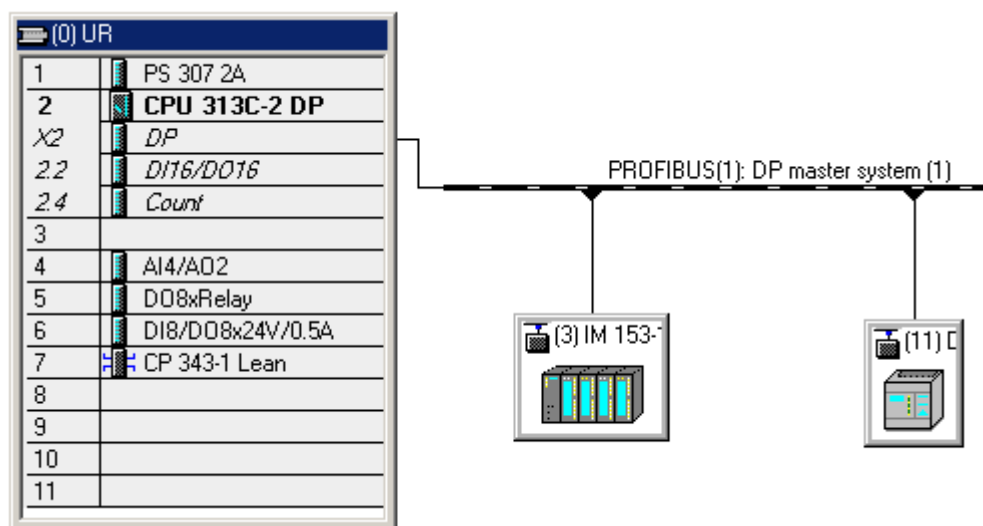 (0) UR
1 PS 307 2A
2 CPU 313C-2 DP
X2 DP
2.2 DI16/DO16
2.4 Count
3
4 AI4/AO2
5 DO8xRelay
6 DI8/DO8x24V/0.5A
7 CP 343-1 Lean
8
9
10
11
PROFIBUS(1): DP master system (1)
(3) IM 153-
(11) D